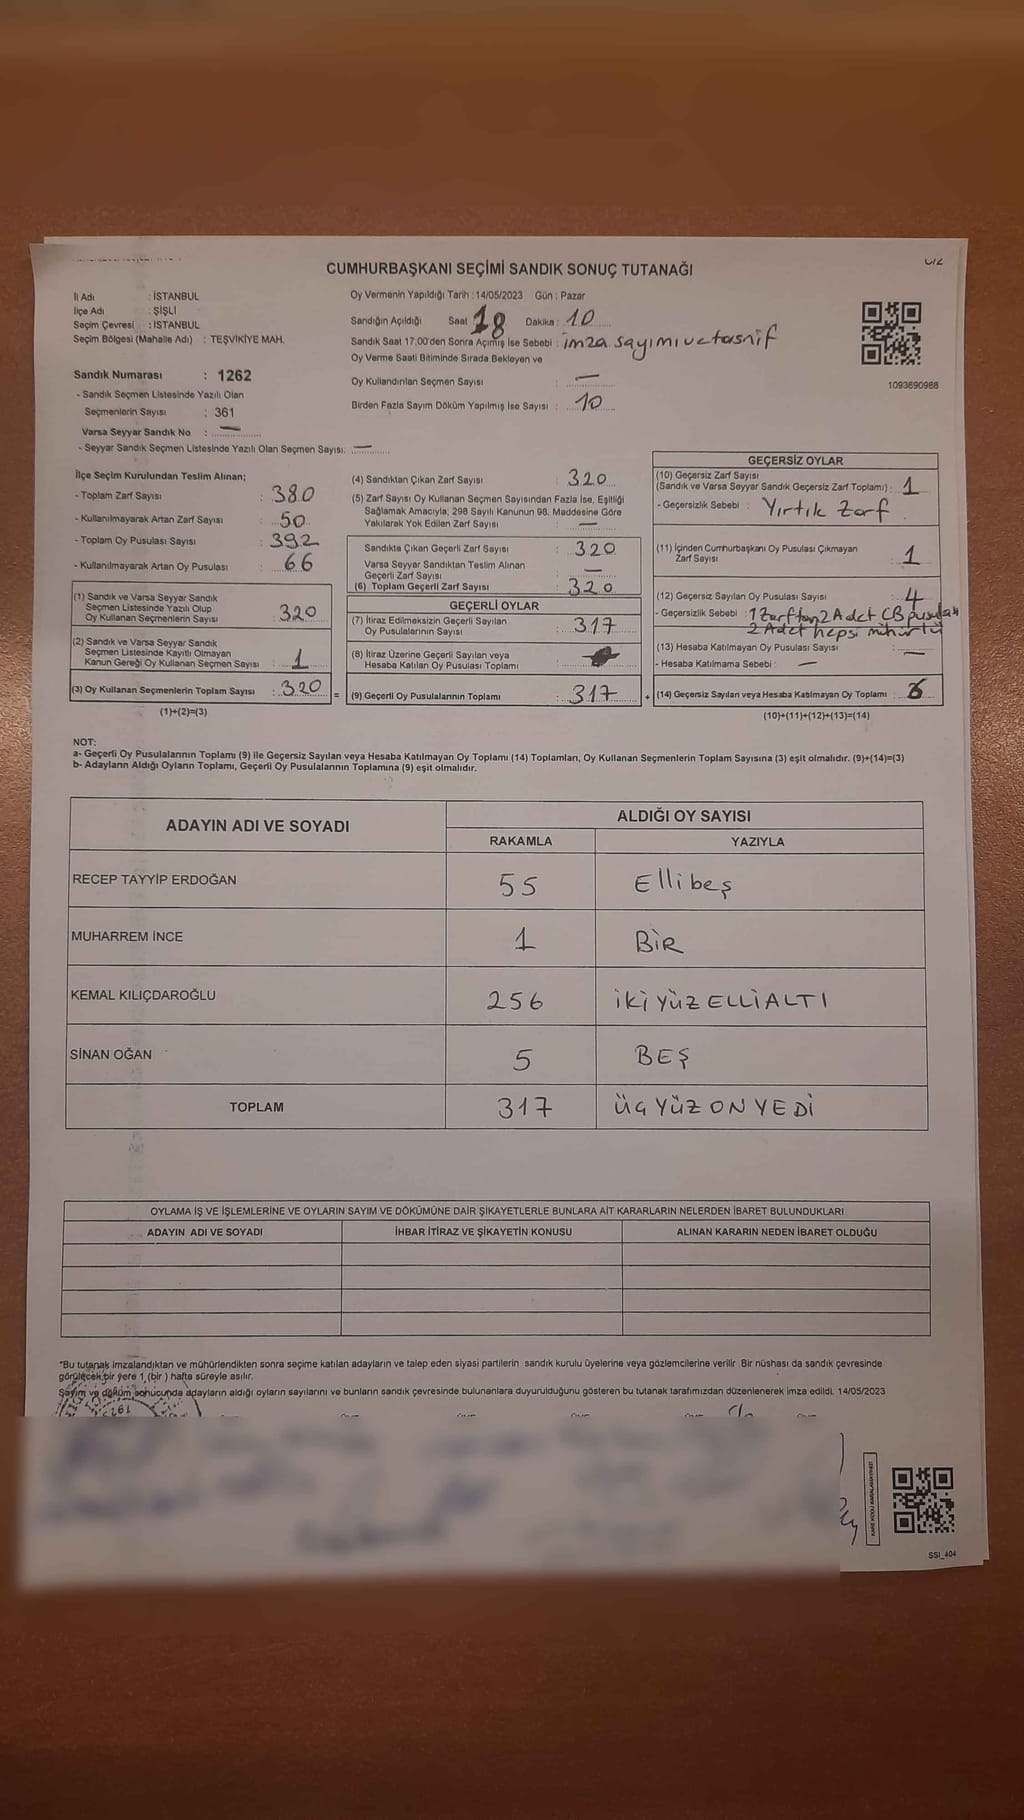 CUMHURBAŞKANI SEÇİMİ SANDIK SONUÇ TUTANAĞI
İl Adı : İSTANBUL
İlçe Adı : ŞİŞLİ
Seçim Çevresi : İSTANBUL
Seçim Bölgesi (Mahalle Adı) : TEŞVİKİYE MAH.
Oy Vermenin Yapıldığı Tarih : 14/05/2023 Gün : Pazar
Sandığın Açıldığı Saat 18 Dakika : 10
Sandık Saat 17:00'den Sonra Açılmış İse Sebebi : imza sayımı ve tasnif
Oy Verme Saati Bitiminde Sırada Bekleyen ve
Oy Kullandırılan Seçmen Sayısı : —
Birden Fazla Sayım Döküm Yapılmış İse Sayısı : 10
1093690988
Sandık Numarası : 1262
- Sandık Seçmen Listesinde Yazılı Olan
Seçmenlerin Sayısı : 361
Varsa Seyyar Sandık No : —
- Seyyar Sandık Seçmen Listesinde Yazılı Olan Seçmen Sayısı: —
İlçe Seçim Kurulundan Teslim Alınan;
- Toplam Zarf Sayısı : 380
- Kullanılmayarak Artan Zarf Sayısı : 50
- Toplam Oy Pusulası Sayısı : 392
- Kullanılmayarak Artan Oy Pusulası : 66
(1) Sandık ve Varsa Seyyar Sandık
Seçmen Listesinde Yazılı Olup
Oy Kullanan Seçmenlerin Sayısı : 320
(2) Sandık ve Varsa Seyyar Sandık
Seçmen Listesinde Kayıtlı Olmayan
Kanun Gereği Oy Kullanan Seçmen Sayısı : 1
(3) Oy Kullanan Seçmenlerin Toplam Sayısı : 320 =
(1)+(2)=(3)
(4) Sandıktan Çıkan Zarf Sayısı : 320
(5) Zarf Sayısı Oy Kullanan Seçmen Sayısından Fazla İse, Eşitliği
Sağlamak Amacıyla; 298 Sayılı Kanunun 98. Maddesine Göre
Yakılarak Yok Edilen Zarf Sayısı : —
Sandıkta Çıkan Geçerli Zarf Sayısı : 320
Varsa Seyyar Sandıktan Teslim Alınan
Geçerli Zarf Sayısı : —
(6) Toplam Geçerli Zarf Sayısı : 320
GEÇERLİ OYLAR
(7) İtiraz Edilmeksizin Geçerli Sayılan
Oy Pusulalarının Sayısı : 317
(8) İtiraz Üzerine Geçerli Sayılan veya
Hesaba Katılan Oy Pusulası Toplamı :
(9) Geçerli Oy Pusulalarının Toplamı : 317 +
GEÇERSİZ OYLAR
(10) Geçersiz Zarf Sayısı
(Sandık ve Varsa Seyyar Sandık Geçersiz Zarf Toplamı) : 1
- Geçersizlik Sebebi : Yırtık Zarf
(11) İçinden Cumhurbaşkanı Oy Pusulası Çıkmayan
Zarf Sayısı : 1
(12) Geçersiz Sayılan Oy Pusulası Sayısı : 4
- Geçersizlik Sebebi : 1 Zarftan 2 Adet CB pusulası
2 Adet hepsi mühürlü
(13) Hesaba Katılmayan Oy Pusulası Sayısı : —
- Hesaba Katılmama Sebebi : —
(14) Geçersiz Sayılan veya Hesaba Katılmayan Oy Toplamı :
(10)+(11)+(12)+(13)=(14)
NOT:
a- Geçerli Oy Pusulalarının Toplamı (9) ile Geçersiz Sayılan veya Hesaba Katılmayan Oy Toplamı (14) Toplamları, Oy Kullanan Seçmenlerin Toplam Sayısına (3) eşit olmalıdır. (9)+(14)=(3)
b- Adayların Aldığı Oyların Toplamı, Geçerli Oy Pusulalarının Toplamına (9) eşit olmalıdır.
ADAYIN ADI VE SOYADI ALDIĞI OY SAYISI
RAKAMLA YAZIYLA
RECEP TAYYİP ERDOĞAN 55 Ellibeş
MUHARREM İNCE 1 BİR
KEMAL KILIÇDAROĞLU 256 iKİ YÜZ ELLİ ALTI
SİNAN OĞAN 5 BEŞ
TOPLAM 317 ÜÇ YÜZ ON YEDİ
OYLAMA İŞ VE İŞLEMLERİNE VE OYLARIN SAYIM VE DÖKÜMÜNE DAİR ŞİKAYETLERLE BUNLARA AİT KARARLARIN NELERDEN İBARET BULUNDUKLARI
ADAYIN ADI VE SOYADI İHBAR İTİRAZ VE ŞİKAYETİN KONUSU ALINAN KARARIN NEDEN İBARET OLDUĞU
*Bu tutanak imzalandıktan ve mühürlendikten sonra seçime katılan adayların ve talep eden siyasi partilerin sandık kurulu üyelerine veya gözlemcilerine verilir. Bir nüshası da sandık çevresinde
görülecek bir yere 1 (bir ) hafta süreyle asılır.
Sayım ve döküm sonucunda adayların aldığı oyların sayılarını ve bunların sandık çevresinde bulunanlara duyurulduğunu gösteren bu tutanak tarafımızdan düzenlenerek imza edildi. 14/05/2023
KARE KODU KARALAMAYINIZ!
SSI_404